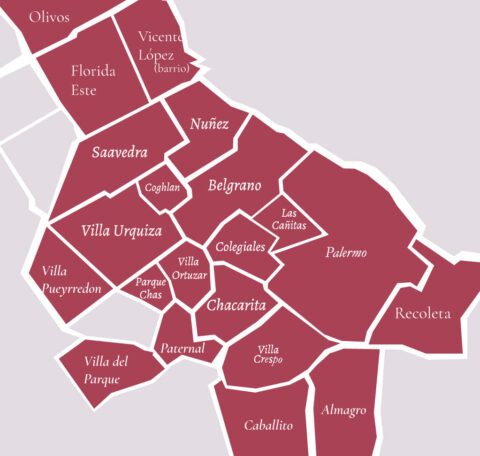 Olivos
Vicente
López
(barrio)
Florida
Este
Nuñez
Saavedra
Coghlan
Belgrano
Las
Cañitas
Villa Urquiza
Colegiales
Palermo
Villa
Ortuzar
Villa
Pueyrredon
Parque
Chas
Chacarita
Recoleta
Paternal
Villa
Crespo
Villa del
Parque
Almagro
Caballito